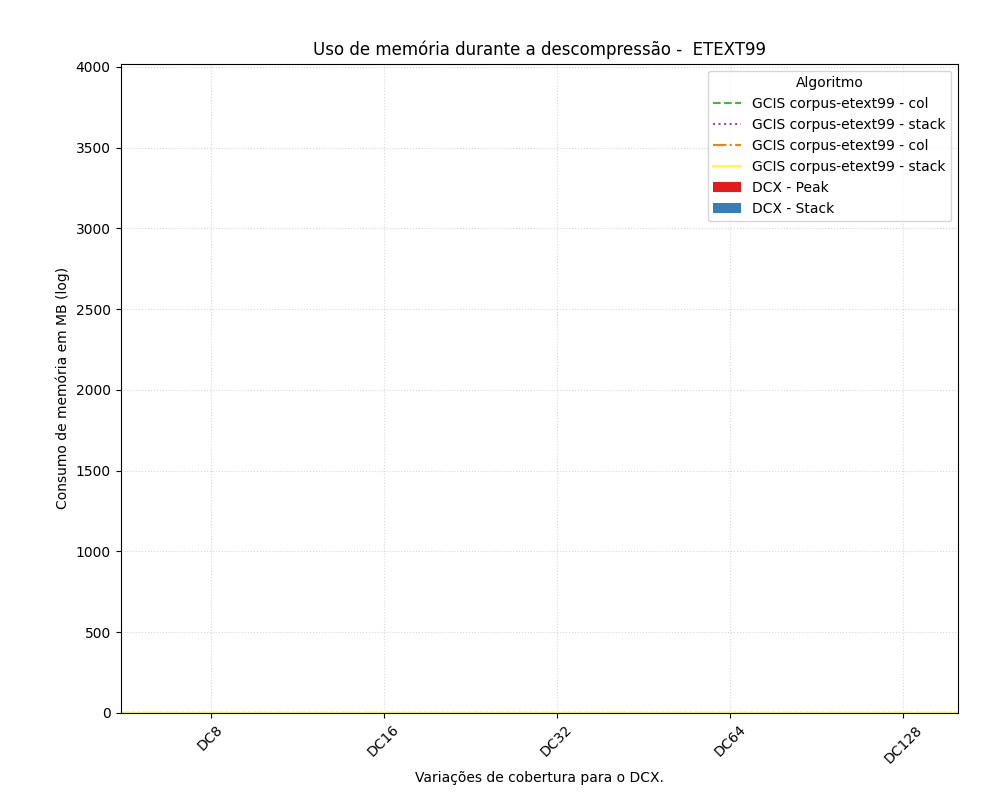 Uso de memória durante a descompressão -  ETEXT99
Consumo de memória em MB (log)
4000
3500
3000
2500
2000
1500
1000
500
0
Algoritmo
GCIS corpus-etext99 - col
GCIS corpus-etext99 - stack
GCIS corpus-etext99 - col
GCIS corpus-etext99 - stack
DCX - Peak
DCX - Stack
DC8
DC16
DC32
DC64
DC128
Variações de cobertura para o DCX.